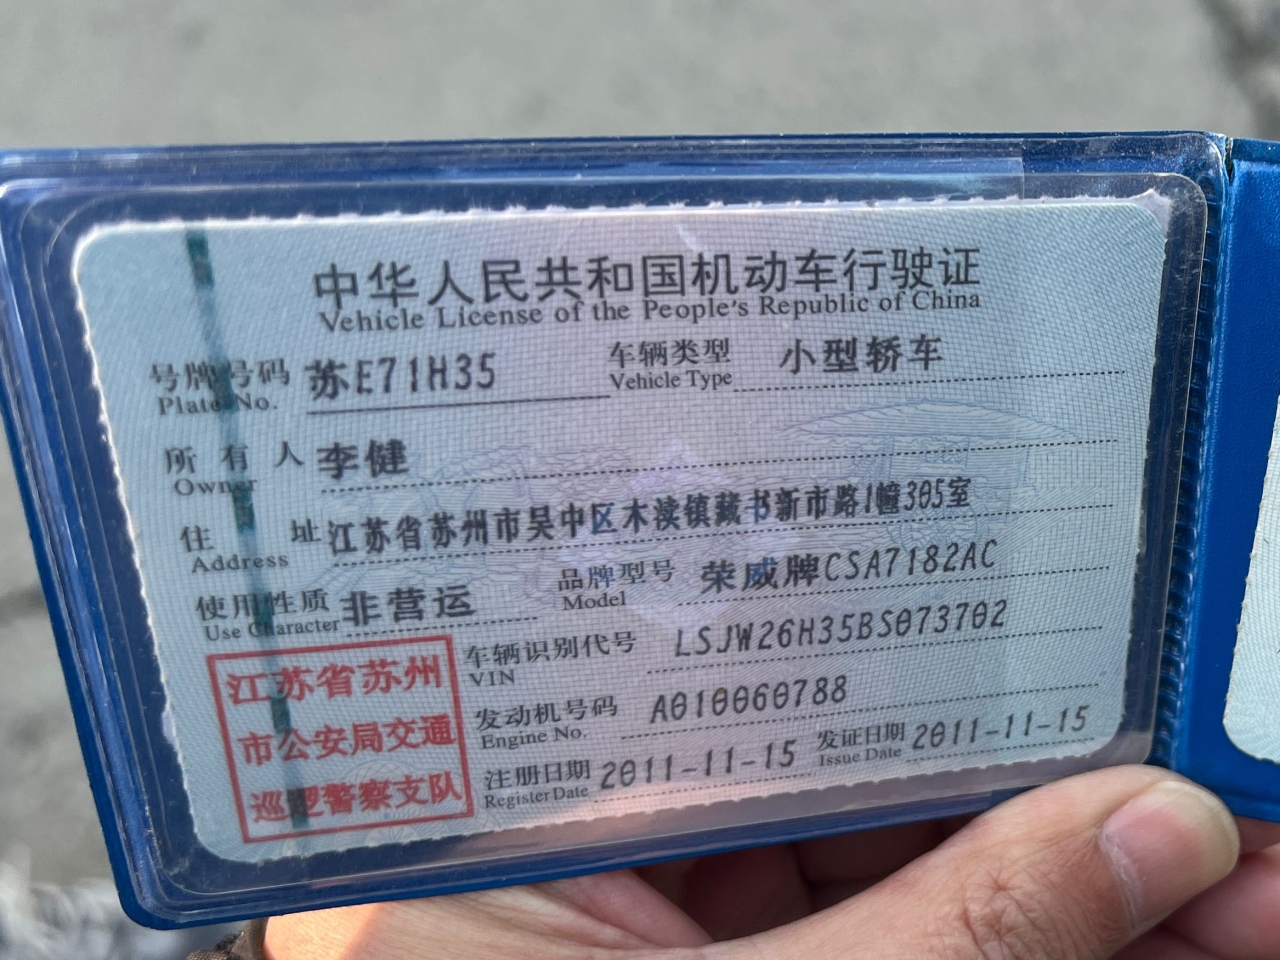 中华人民共和国机动车行驶证
Vehicle License of the People's Republic of China
号牌号码 苏E71H35 车辆类型 小型轿车
Plate No. Vehicle Type
所有人 李健
Owner
住址 江苏省苏州市吴中区木渎镇藏书新市路1幢305室
Address
使用性质 非营运 品牌型号 荣威牌CSA7182AC
Use Character Model
车辆识别代号 LSJW26H35BS073702
VIN
发动机号码 A010060788
Engine No.
注册日期 2011-11-15 发证日期 2011-11-15
Register Date Issue Date
江苏省苏州
市公安局交通
巡逻警察支队